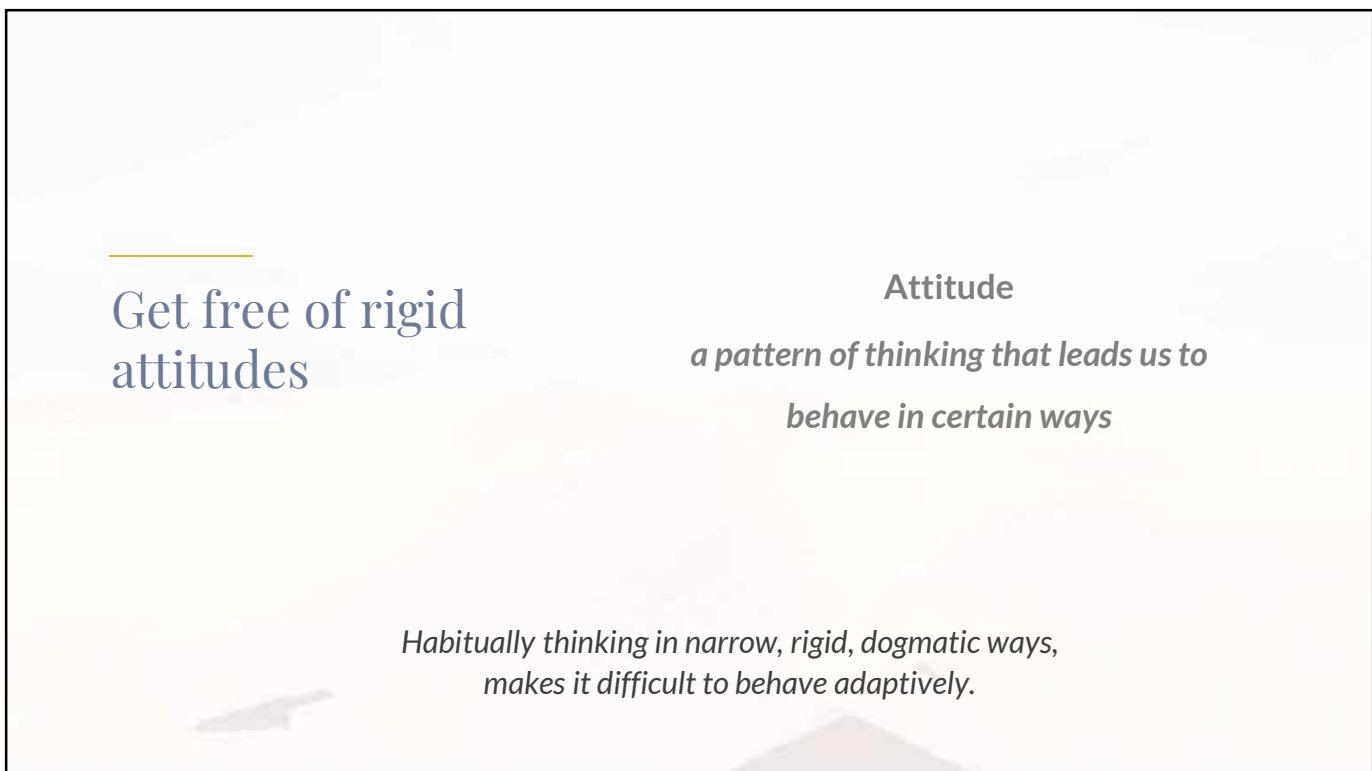 Get free of rigid
attitudes
Attitude
a pattern of thinking that leads us to
behave in certain ways
Habitually thinking in narrow, rigid, dogmatic ways,
makes it difficult to behave adaptively.